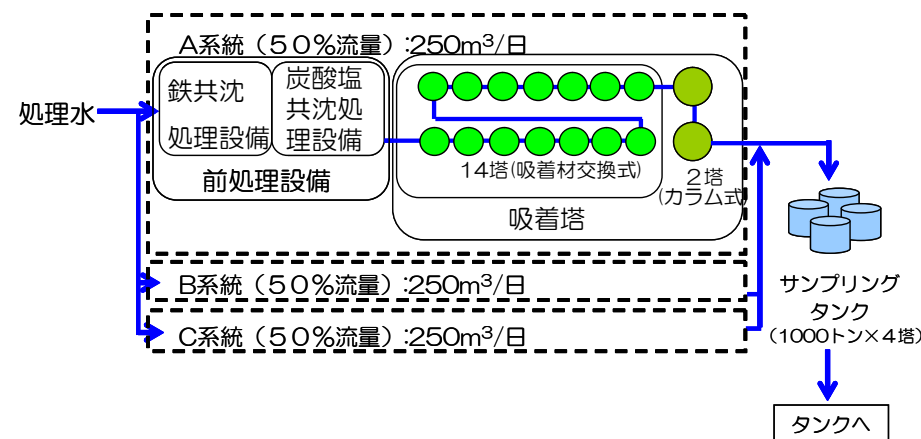 A系統（５０％流量）:250m³/日
処理水
鉄共沈
処理設備
炭酸塩
共沈処
理設備
前処理設備
14塔(吸着材交換式)
２塔
(カラム式)
吸着塔
B系統（５０％流量）:250m³/日
C系統（５０％流量）:250m³/日
サンプリング
タンク
（1000トン×４塔）
タンクへ